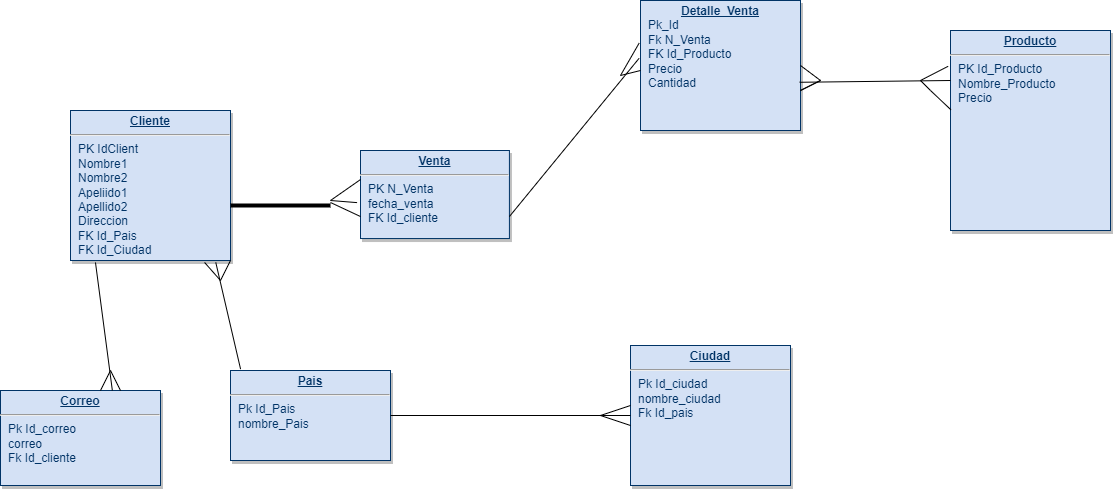 Detalle_Venta
Pk_Id
Fk N_Venta
FK Id_Producto
Precio
Cantidad
Producto
PK Id_Producto
Nombre_Producto
Precio
Cliente
PK IdClient
Nombre1
Nombre2
Apeliido1
Apellido2
Direccion
FK Id_Pais
FK Id_Ciudad
Venta
PK N_Venta
fecha_venta
FK Id_cliente
Correo
Pk Id_correo
correo
Fk Id_cliente
Pais
Pk Id_Pais
nombre_Pais
Ciudad
Pk Id_ciudad
nombre_ciudad
Fk Id_pais